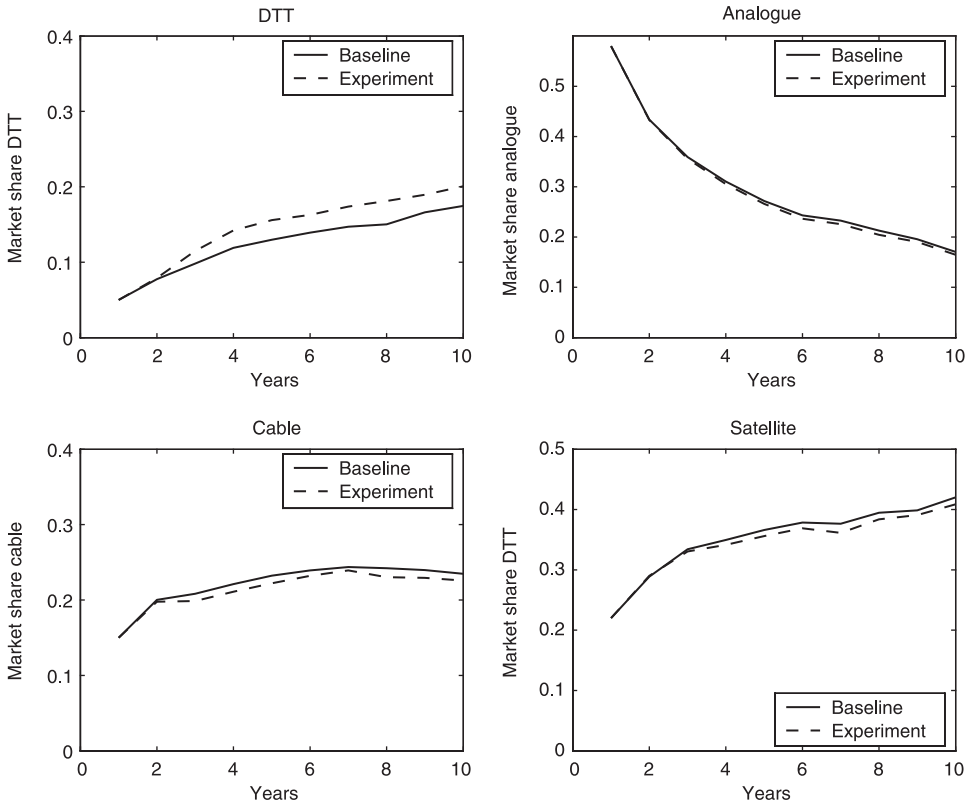 DTT
0.4
0.3
0.2
0.1
0
Market share DTT
Baseline
Experiment
0 2 4 6 8 10
Years
Analogue
0.5
0.4
0.3
0.2
0.1
0
Market share analogue
Baseline
Experiment
0 2 4 6 8 10
Years
Cable
0.4
0.3
0.2
0.1
0
Market share cable
Baseline
Experiment
0 2 4 6 8 10
Years
Satellite
0.5
0.4
0.3
0.2
0.1
0
Market share DTT
Baseline
Experiment
0 2 4 6 8 10
Years